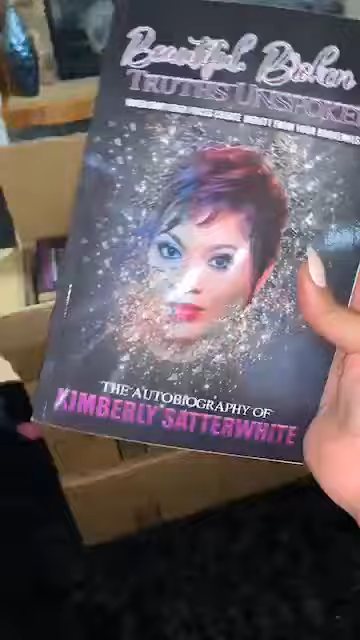 Beautiful Broken
TRUTHS UNSPOKEN
THE AUTOBIOGRAPHY OF
KIMBERLY SATTERWHITE